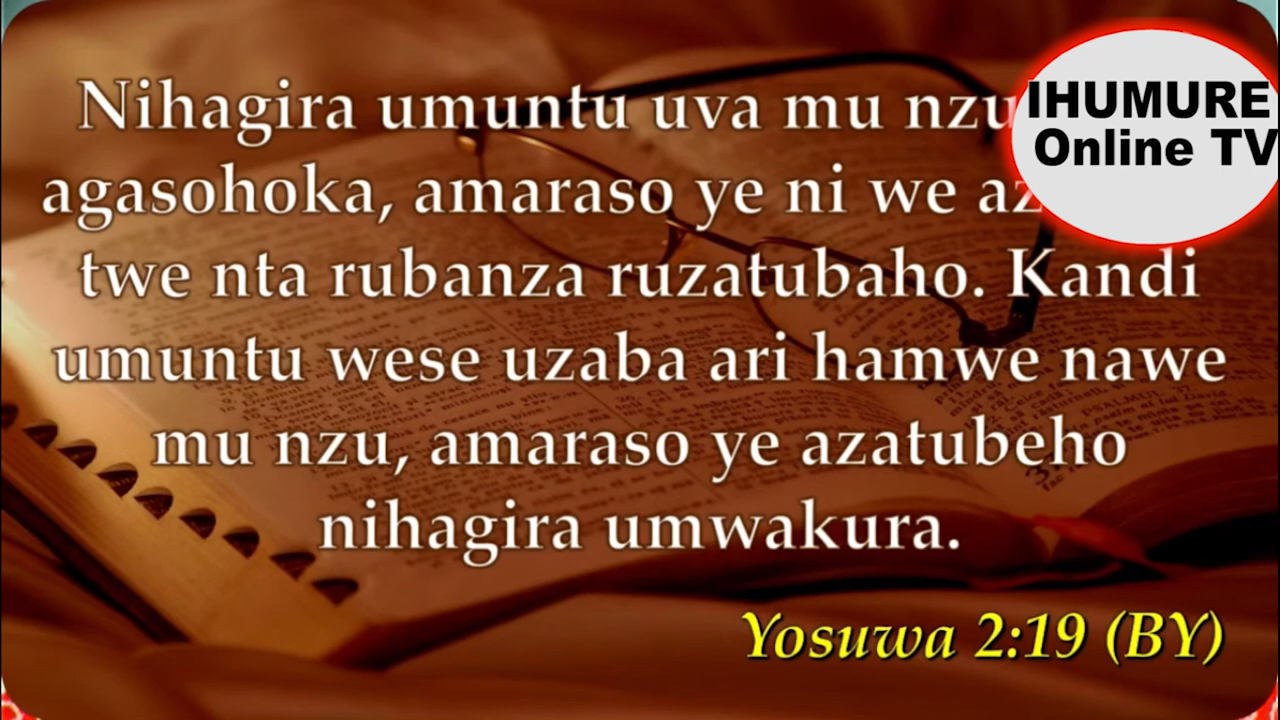 Nihagira umuntu uva mu nzu
agasohoka, amaraso ye ni we
twe nta rubanza ruzatubaho. Kandi
umuntu wese uzaba ari hamwe nawe
mu nzu, amaraso ye azatubeho
nihagira umwakura.
Yosuwa 2:19 (BY)
IHUMURE
Online TV